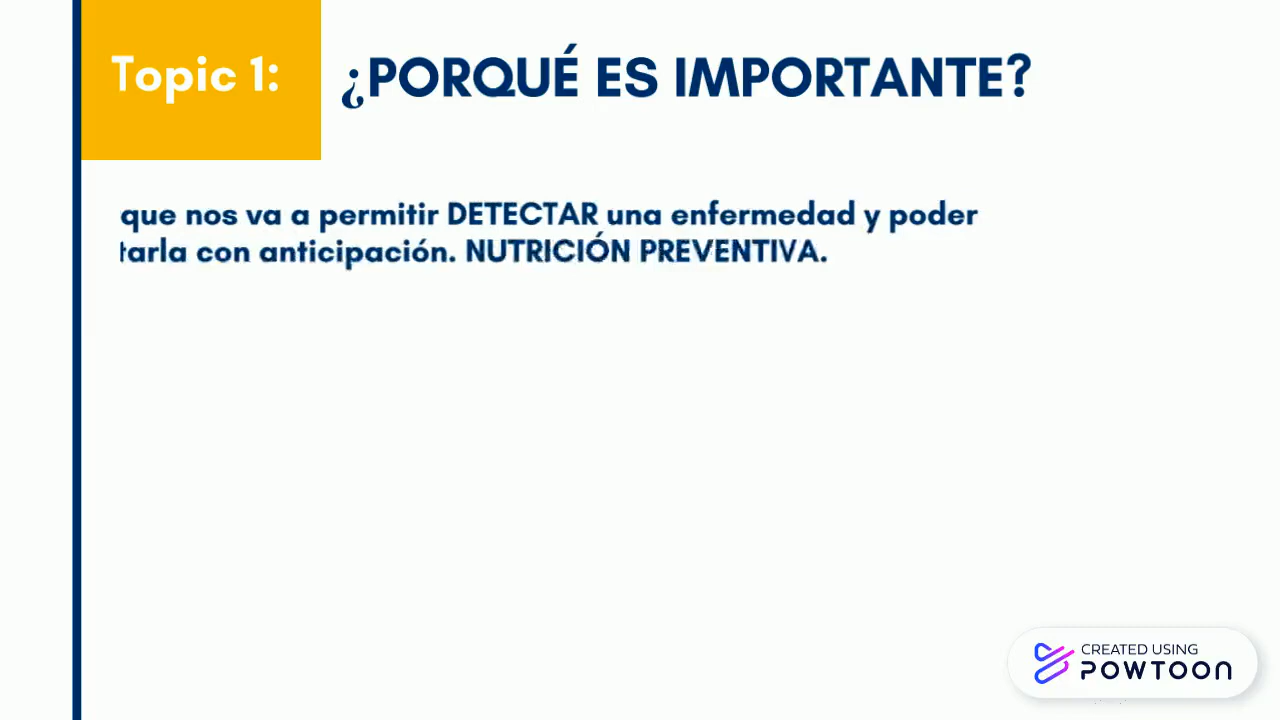 Topic 1:
¿PORQUÉ ES IMPORTANTE?
que nos va a permitir DETECTAR una enfermedad y poder
tarla con anticipación. NUTRICIÓN PREVENTIVA.
CREATED USING
POWTOON